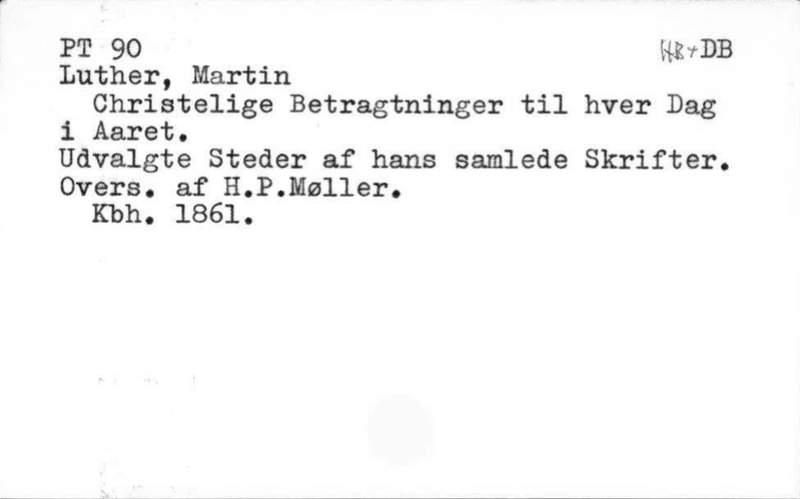 PT 90 DB
Luther, Martin
Christelige Betragtninger til hver Dag
i Aaret.
Udvalgte Steder af hans samlede Skrifter.
Overs. af H.P.Møller.
Kbh. 1861.